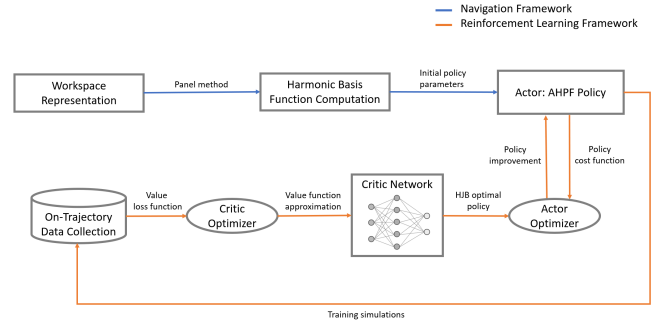 Navigation Framework
Reinforcement Learning Framework
Workspace
Representation
Panel method
Harmonic Basis
Function Computation
Initial policy
parameters
Actor: AHPF Policy
Policy
improvement
Policy
cost function
On-Trajectory
Data Collection
Value
loss function
Critic
Optimizer
Value function
approximation
Critic Network
HJB optimal
policy
Actor
Optimizer
Training simulations